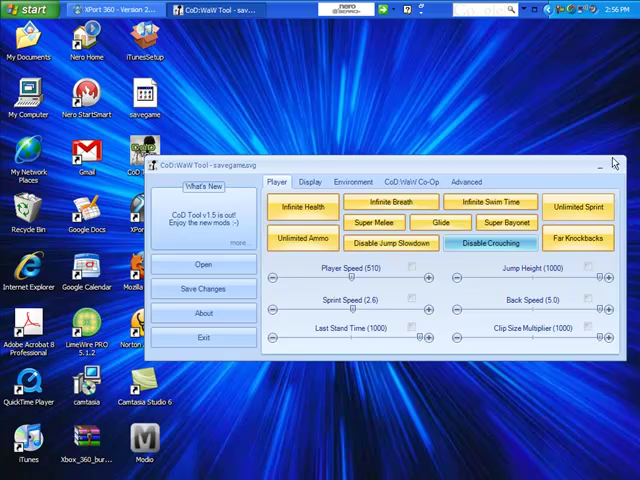 start
XPort 360 - Version 2...
CoD:WaW Tool - sav...
nero
SEARCH
2:56 PM
My Documents
Nero Home
iTunesSetup
My Computer
Nero StartSmart
savegame
My Network
Places
Gmail
CoD
Recycle Bin
Google Docs
XPor
Internet Explorer
Google Calendar
Mozilla
Adobe Acrobat 8
Professional
LimeWire PRO
5.1.2
Norton
QuickTime Player
camtasia
Camtasia Studio 6
iTunes
Xbox_360_bur...
Modio
CoD:WaW Tool - savegame.svg
What's New
CoD Tool v1.5 is out!
Enjoy the new mods :-)
more...
Open
Save Changes
About
Exit
Player
Display
Environment
CoD:WaW Co-Op
Advanced
Infinite Health
Infinite Breath
Infinite Swim Time
Unlimited Sprint
Super Melee
Glide
Super Bayonet
Unlimited Ammo
Disable Jump Slowdown
Disable Crouching
Far Knockbacks
Player Speed (510)
Jump Height (1000)
Sprint Speed (2.6)
Back Speed (5.0)
Last Stand Time (1000)
Clip Size Multiplier (1000)